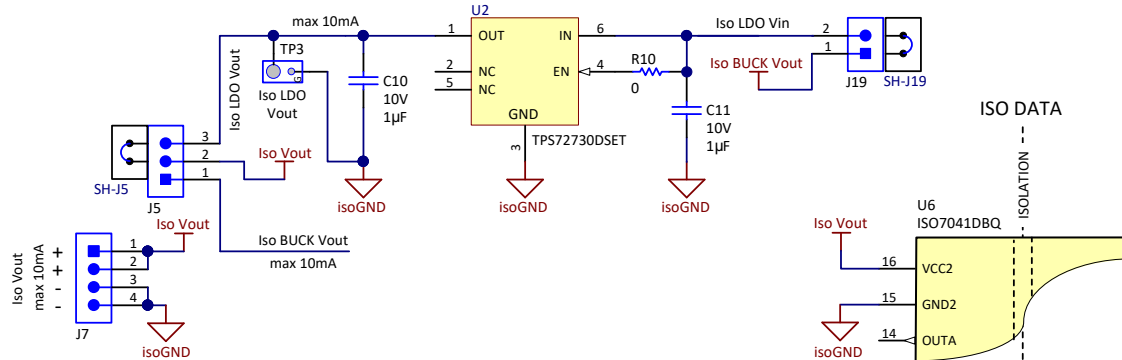 U2
max 10mA
1
OUT
IN
6
Iso LDO Vin
2
1
J19
SH-J19
TP3
G
Iso LDO
Vout
Iso LDO Vout
C10
10V
1µF
2
NC
5
NC
EN
4
R10
0
Iso BUCK Vout
GND
3
TPS72730DSET
C11
10V
1µF
ISO DATA
ISOLATION
3
2
1
SH-J5
J5
Iso Vout
isoGND
isoGND
isoGND
Iso Vout
Iso BUCK Vout
max 10mA
Iso Vout
max 10mA
+
+
-
-
1
2
3
4
J7
isoGND
U6
ISO7041DBQ
Iso Vout
16
VCC2
15
GND2
14
OUTA
isoGND